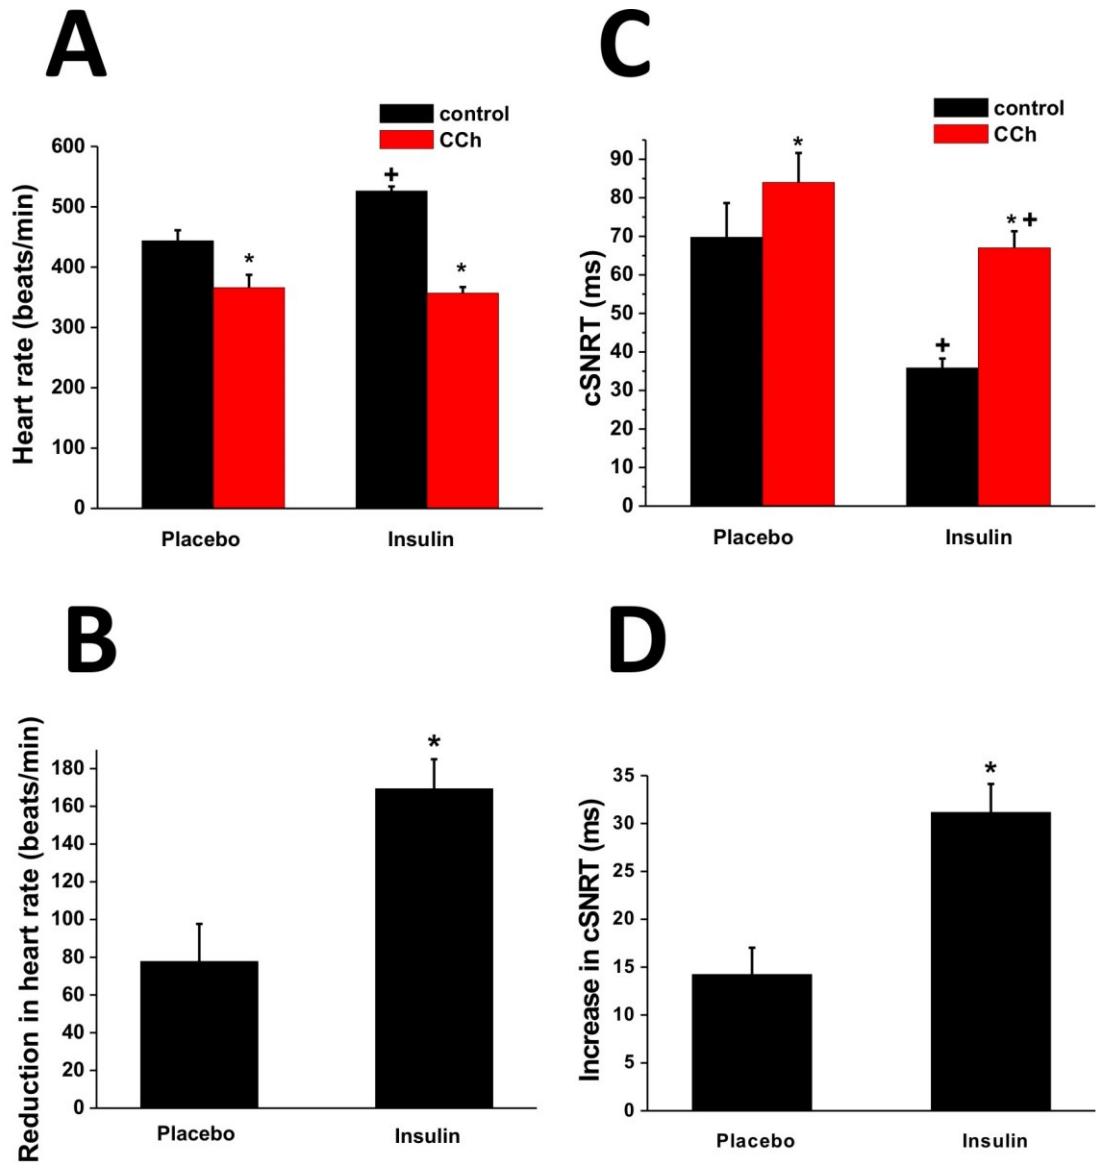 A
control
CCh
Heart rate (beats/min)
600
500
400
300
200
100
0
+
*
*
Placebo
Insulin
C
control
CCh
cSNRT (ms)
90
80
70
60
50
40
30
20
10
0
*
* +
+
Placebo
Insulin
B
Reduction in heart rate (beats/min)
180
160
140
120
100
80
60
40
20
0
*
Placebo
Insulin
D
Increase in cSNRT (ms)
35
30
25
20
15
10
5
0
*
Placebo
Insulin